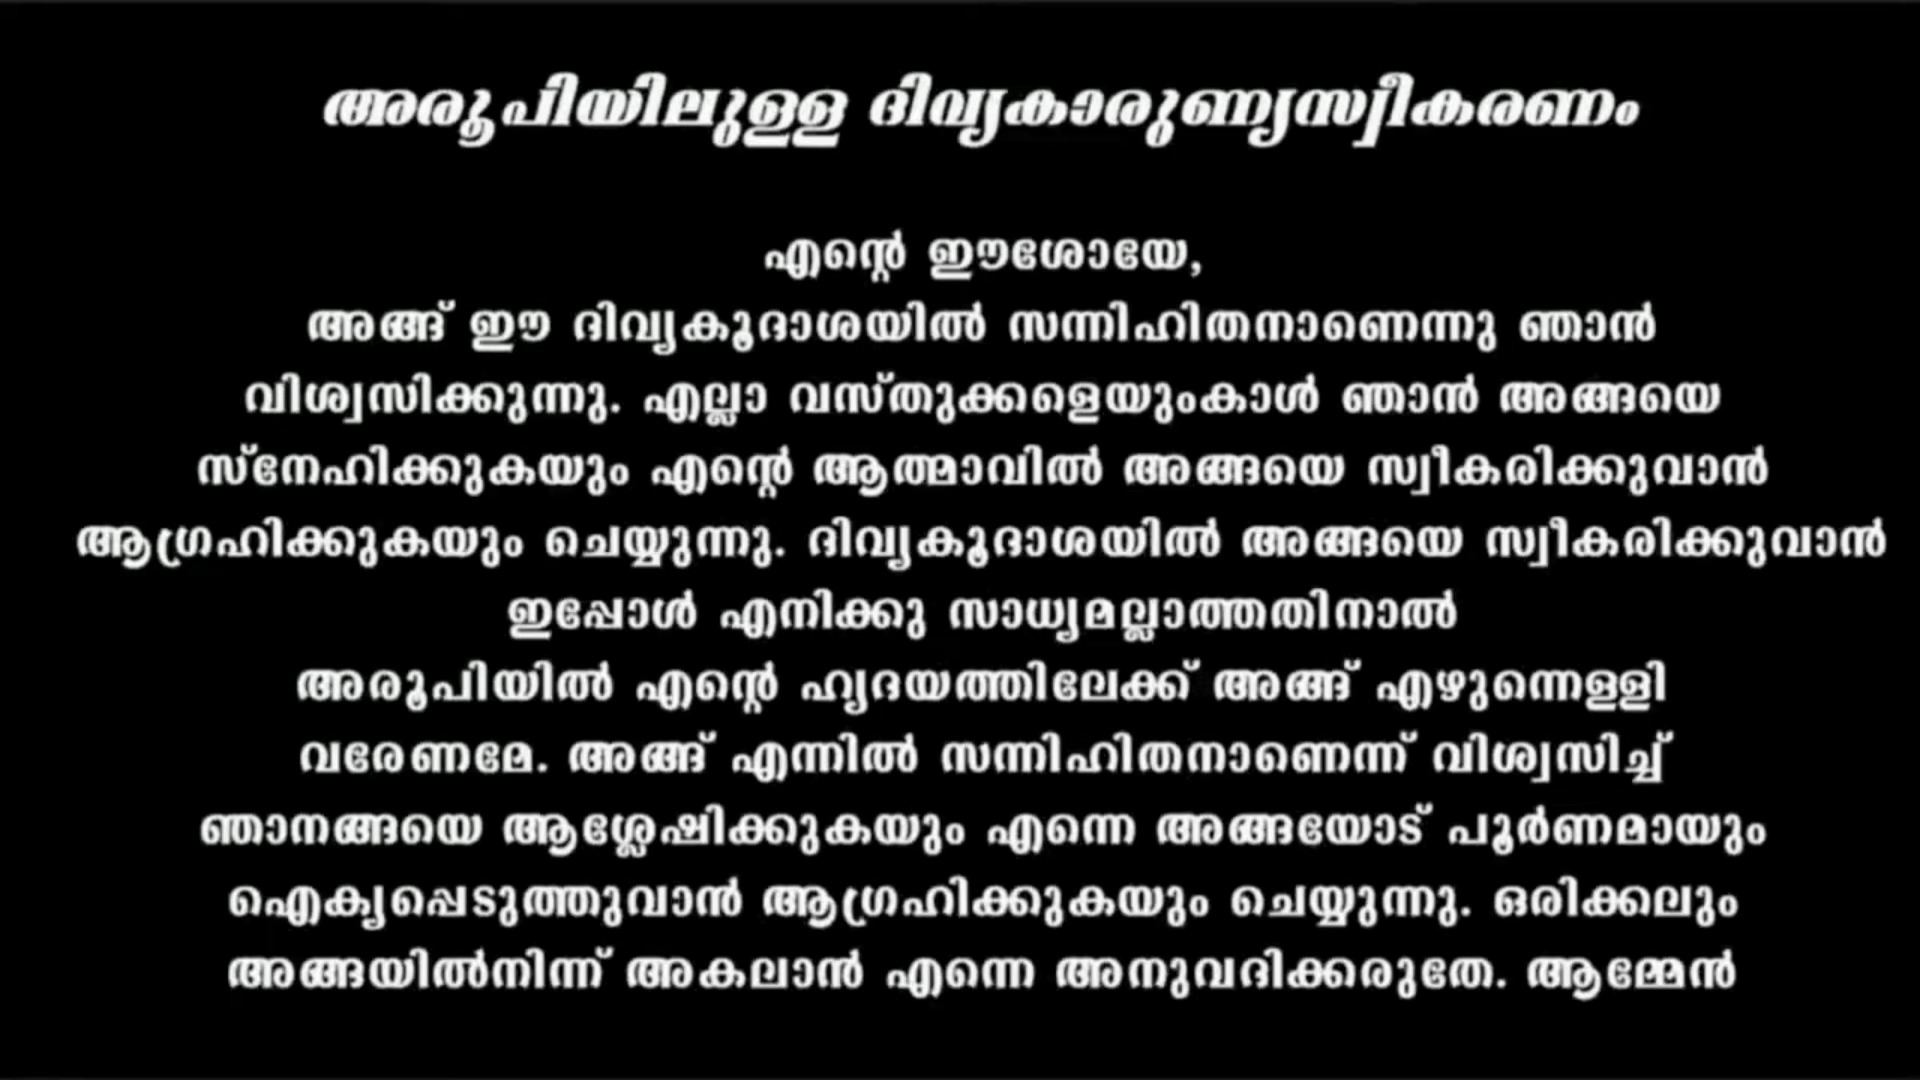 അരൂപിയിലുള്ള ദിവ്യകാരുണ്യസ്വീകരണം
എന്റെ ഈശോയേ,
അങ്ങ് ഈ ദിവ്യകൂദാശയിൽ സന്നിഹിതനാണെന്നു ഞാൻ
വിശ്വസിക്കുന്നു. എല്ലാ വസ്തുക്കളെയുംകാൾ ഞാൻ അങ്ങയെ
സ്നേഹിക്കുകയും എന്റെ ആത്മാവിൽ അങ്ങയെ സ്വീകരിക്കുവാൻ
ആഗ്രഹിക്കുകയും ചെയ്യുന്നു. ദിവ്യകൂദാശയിൽ അങ്ങയെ സ്വീകരിക്കുവാൻ
ഇപ്പോൾ എനിക്കു സാധ്യമല്ലാത്തതിനാൽ
അരൂപിയിൽ എന്റെ ഹൃദയത്തിലേക്ക് അങ്ങ് എഴുന്നെള്ളി
വരേണമേ. അങ്ങ് എന്നിൽ സന്നിഹിതനാണെന്ന് വിശ്വസിച്ച്
ഞാനങ്ങയെ ആശ്ലേഷിക്കുകയും എന്നെ അങ്ങയോട് പൂർണമായും
ഐക്യപ്പെടുത്തുവാൻ ആഗ്രഹിക്കുകയും ചെയ്യുന്നു. ഒരിക്കലും
അങ്ങയിൽനിന്ന് അകലാൻ എന്നെ അനുവദിക്കരുതേ. ആമ്മേൻ